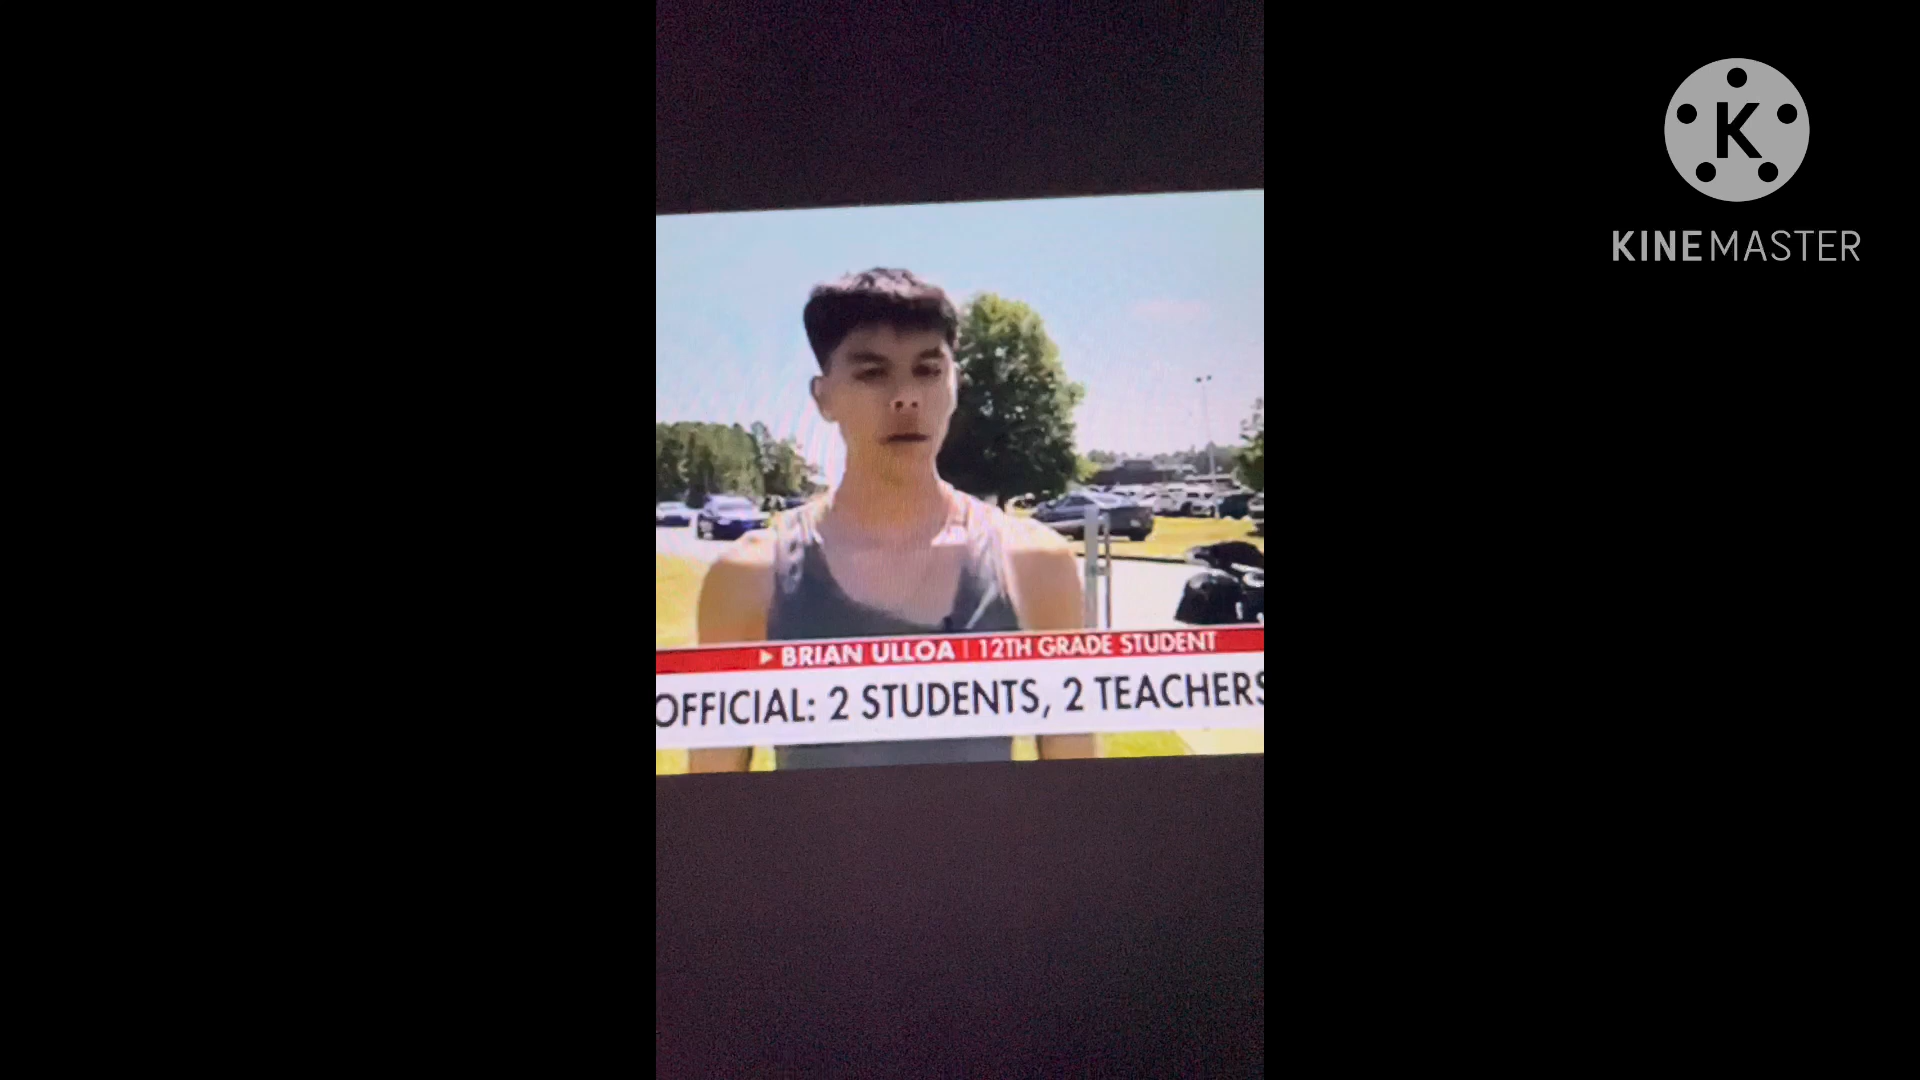 K
KINEMASTER
BRIAN ULLOA | 12TH GRADE STUDENT
OFFICIAL: 2 STUDENTS, 2 TEACHERS